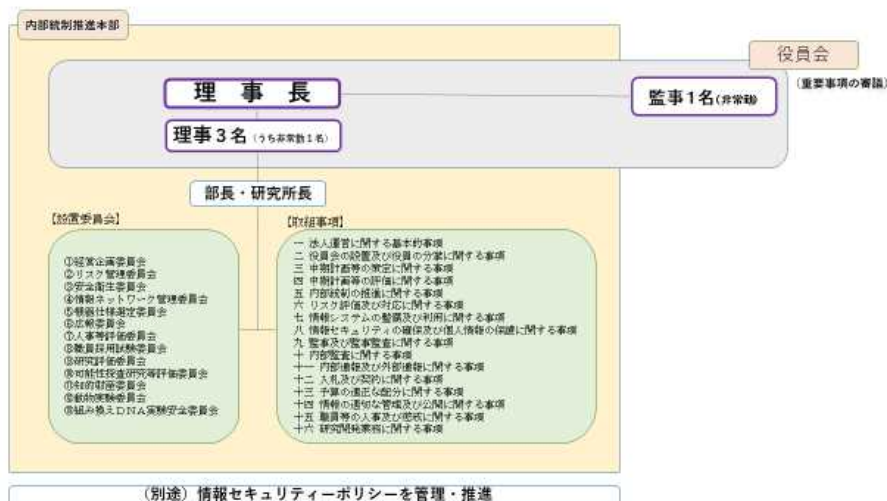 内部統制推進本部
役員会
(重要事項の審議)
理 事 長
監事1名(非常勤)
理事3名(うち非常勤1名)
部長・研究所長
【設置委員会】
①経営企画委員会
②リスク管理委員会
③安全衛生委員会
④情報ネットワーク管理委員会
⑤機器仕様選定委員会
⑥広報委員会
⑦人事等評価委員会
⑧職員採用試験委員会
⑨研究評価委員会
⑩可能性探査研究等評価委員会
⑪知的財産委員会
⑫動物実験委員会
⑬組み換えDNA実験安全委員会
【取組事項】
一 法人運営に関する基本的事項
二 役員会の設置及び役員の分掌に関する事項
三 中期計画等の策定に関する事項
四 中期計画等の評価に関する事項
五 内部統制の推進に関する事項
六 リスク評価及び対応に関する事項
七 情報システムの整備及び利用に関する事項
八 情報セキュリティの確保及び個人情報の保護に関する事項
九 監事及び監事監査に関する事項
十 内部監査に関する事項
十一 内部通報及び外部通報に関する事項
十二 入札及び契約に関する事項
十三 予算の適正な配分に関する事項
十四 情報の適切な管理及び公開に関する事項
十五 職員等の人事及び懲戒に関する事項
十六 研究開発業務に関する事項
(別途)情報セキュリティーポリシーを管理・推進